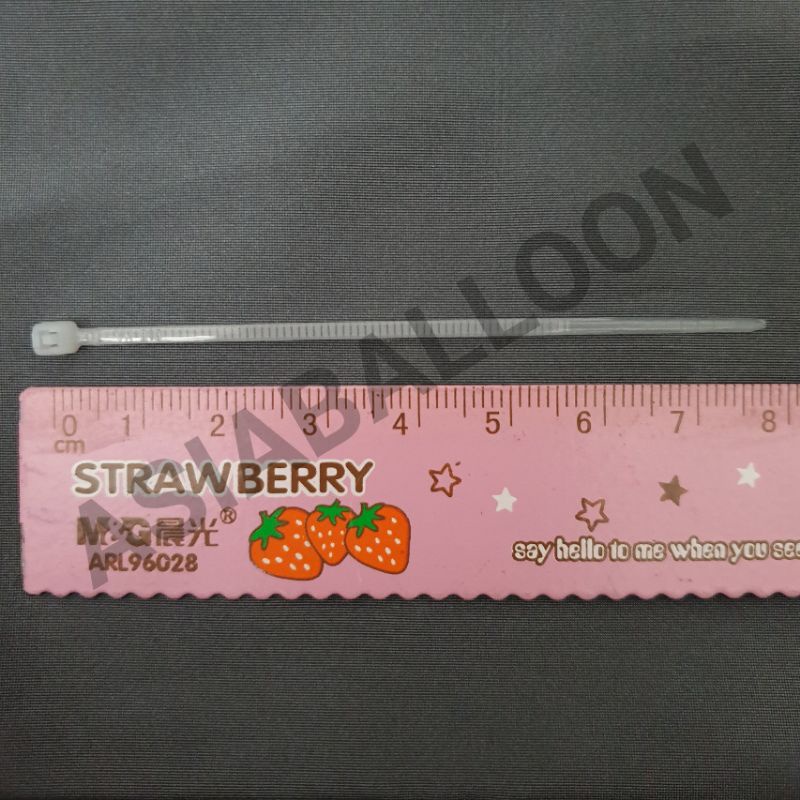 ASIABALLOON
0 1 2 3 4 5 6 7 8
cm
STRAWBERRY
M&G晨光®
ARL96028
say hello to me when you see